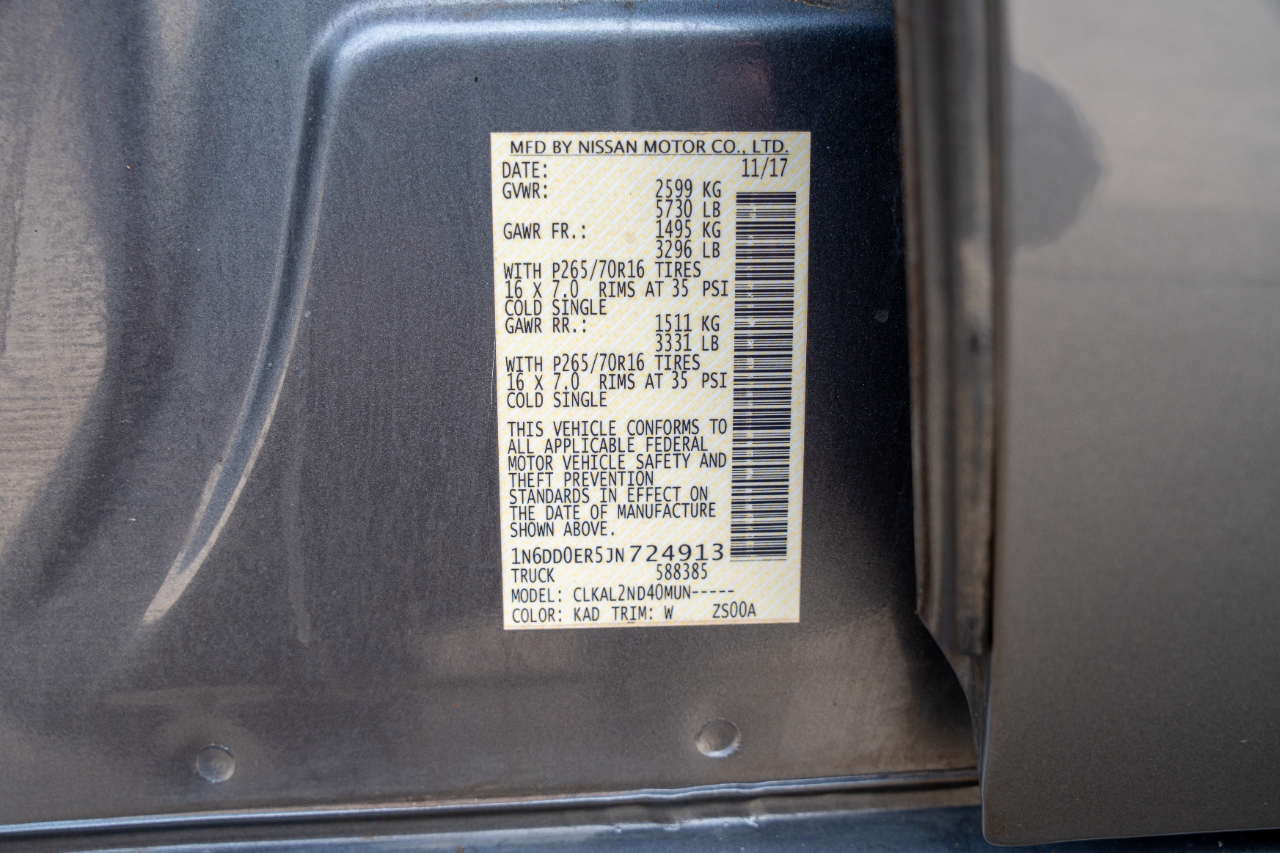 MFD BY NISSAN MOTOR CO., LTD.
DATE: 11/17
GVWR: 2599 KG
5730 LB
GAWR FR.: 1495 KG
3296 LB
WITH P265/70R16 TIRES
16 X 7.0 RIMS AT 35 PSI
COLD SINGLE
GAWR RR.: 1511 KG
3331 LB
WITH P265/70R16 TIRES
16 X 7.0 RIMS AT 35 PSI
COLD SINGLE
THIS VEHICLE CONFORMS TO
ALL APPLICABLE FEDERAL
MOTOR VEHICLE SAFETY AND
THEFT PREVENTION
STANDARDS IN EFFECT ON
THE DATE OF MANUFACTURE
SHOWN ABOVE.
1N6DD0ER5JN724913
TRUCK 588385
MODEL: CLKAL2ND40MUN-----
COLOR: KAD TRIM: W ZS00A